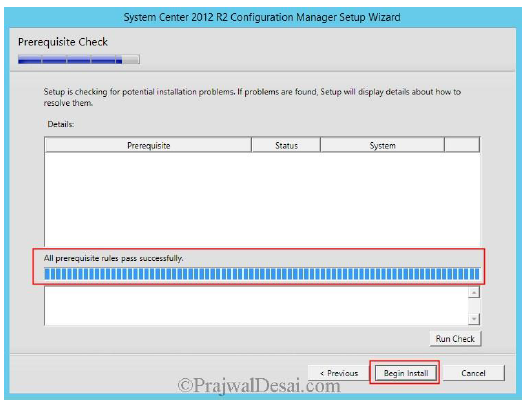 System Center 2012 R2 Configuration Manager Setup Wizard
Prerequisite Check
Setup is checking for potential installation problems. If problems are found, Setup will display details about how to
resolve them.
Details:
Prerequisite Status System
All prerequisite rules pass successfully.
Run Check
< Previous Begin Install Cancel
©PrajwalDesai.com